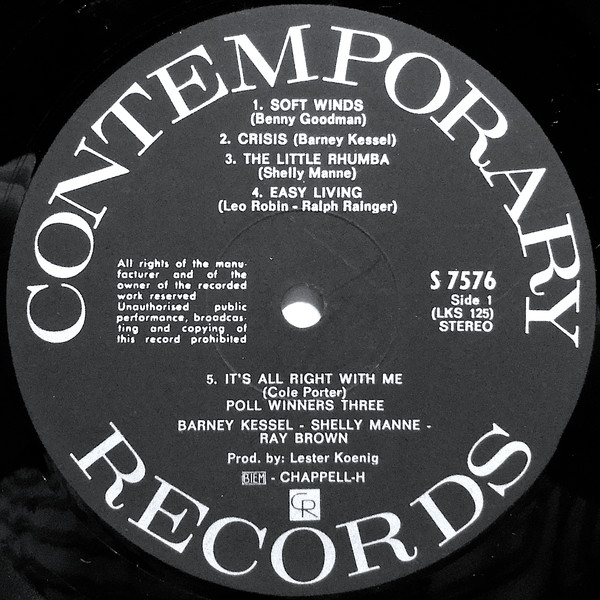 CONTEMPORARY
1. SOFT WINDS
(Benny Goodman)
2. CRISIS (Barney Kessel)
3. THE LITTLE RHUMBA
(Shelly Manne)
4. EASY LIVING
(Leo Robin - Ralph Rainger)
All rights of the manu-
facturer and of the
owner of the recorded
work reserved
Unauthorised public
performance, broadcas-
ting and copying of
this record prohibited
S 7576
Side 1
(LKS 125)
STEREO
5. IT'S ALL RIGHT WITH ME
(Cole Porter)
POLL WINNERS THREE
BARNEY KESSEL - SHELLY MANNE -
RAY BROWN
Prod. by: Lester Koenig
BIEM - CHAPPELL-H
CR
RECORDS